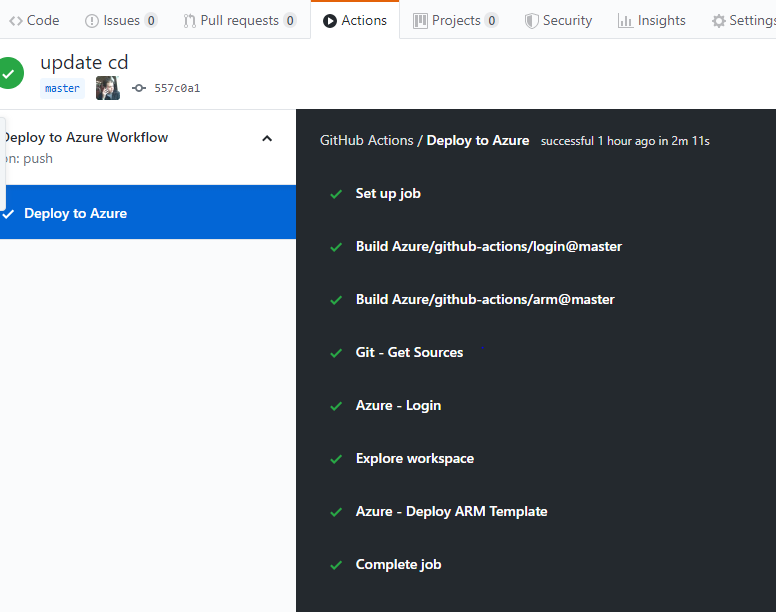 Code Issues 0 Pull requests 0 Actions Projects 0 Security Insights Settings
update cd
master 557c0a1
Deploy to Azure Workflow
on: push
Deploy to Azure
GitHub Actions / Deploy to Azure successful 1 hour ago in 2m 11s
Set up job
Build Azure/github-actions/login@master
Build Azure/github-actions/arm@master
Git - Get Sources
Azure - Login
Explore workspace
Azure - Deploy ARM Template
Complete job